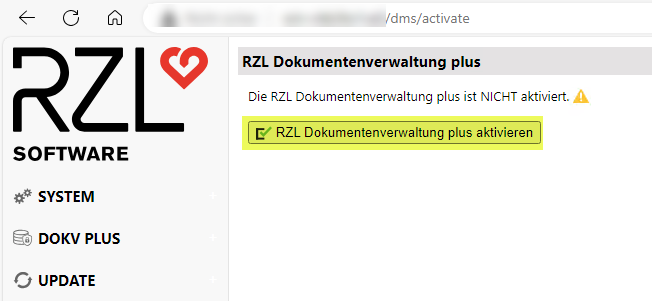 /dms/activate
RZL
SOFTWARE
RZL Dokumentenverwaltung plus
Die RZL Dokumentenverwaltung plus ist NICHT aktiviert.
RZL Dokumentenverwaltung plus aktivieren
SYSTEM
DOKV PLUS
UPDATE